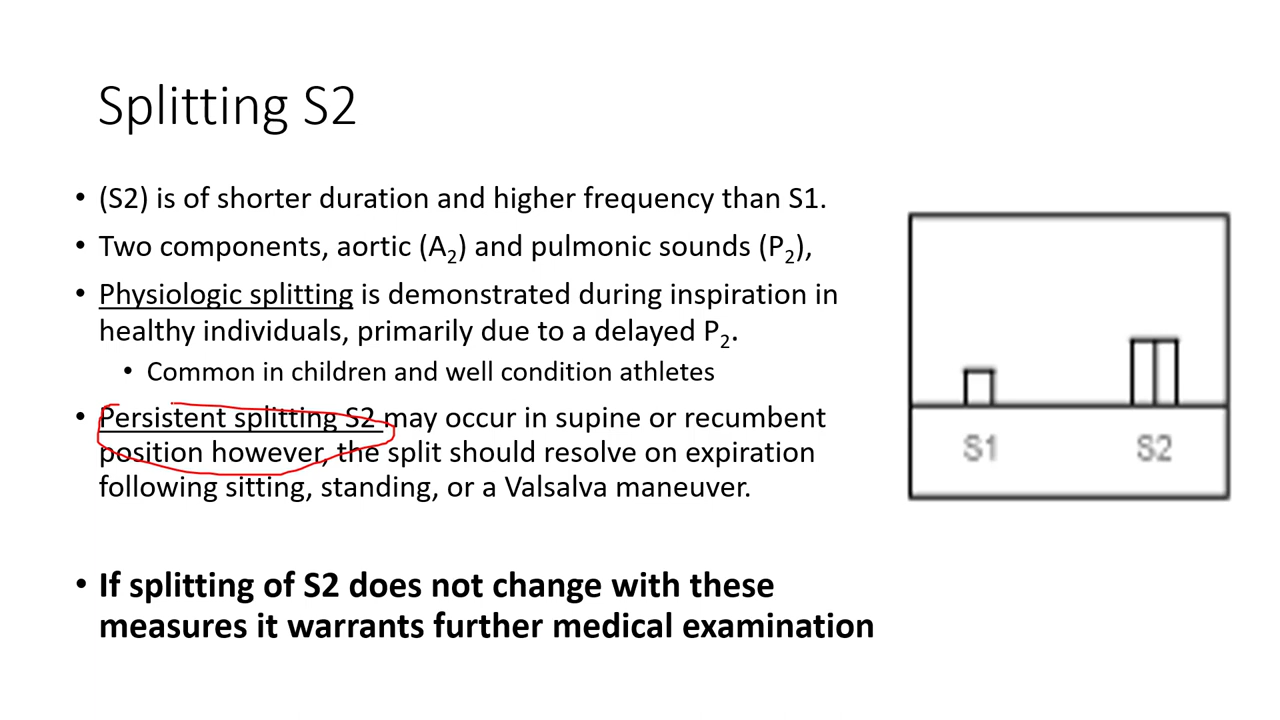 Splitting S2
• (S2) is of shorter duration and higher frequency than S1.
• Two components, aortic (A₂) and pulmonic sounds (P₂),
• Physiologic splitting is demonstrated during inspiration in
healthy individuals, primarily due to a delayed P₂.
• Common in children and well condition athletes
• Persistent splitting S2 may occur in supine or recumbent
position however, the split should resolve on expiration
following sitting, standing, or a Valsalva maneuver.
• If splitting of S2 does not change with these
measures it warrants further medical examination
S1 S2